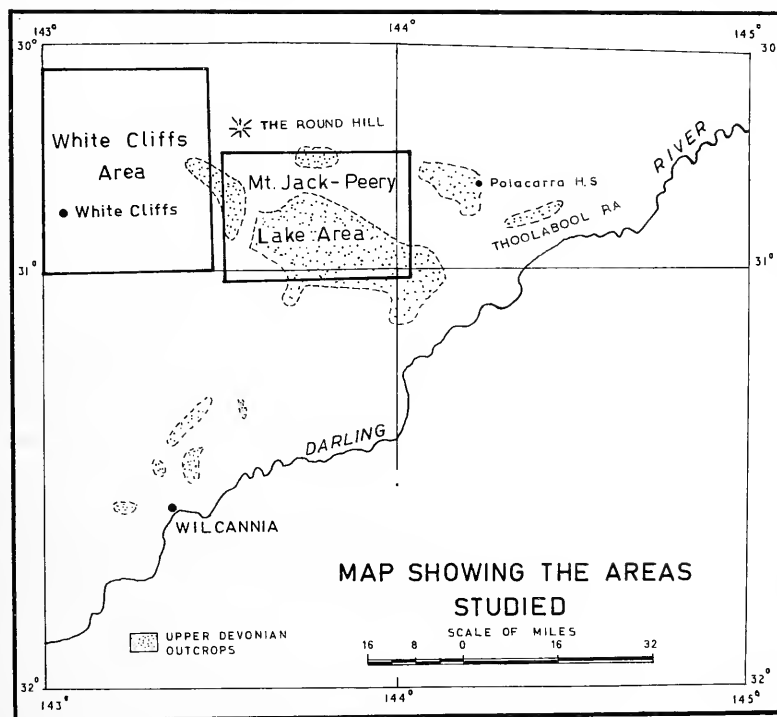 143° 144° 145°
30° 30°
White Cliffs
Area
White Cliffs
THE ROUND HILL
Mt. Jack-Peery
Lake Area
Polacarra H.S
THOOLABOOL RA
RIVER
31° 31°
DARLING
WILCANNIA
MAP SHOWING THE AREAS
STUDIED
SCALE OF MILES
16 8 0 16 32
UPPER DEVONIAN
OUTCROPS
32° 32°
143° 144° 145°